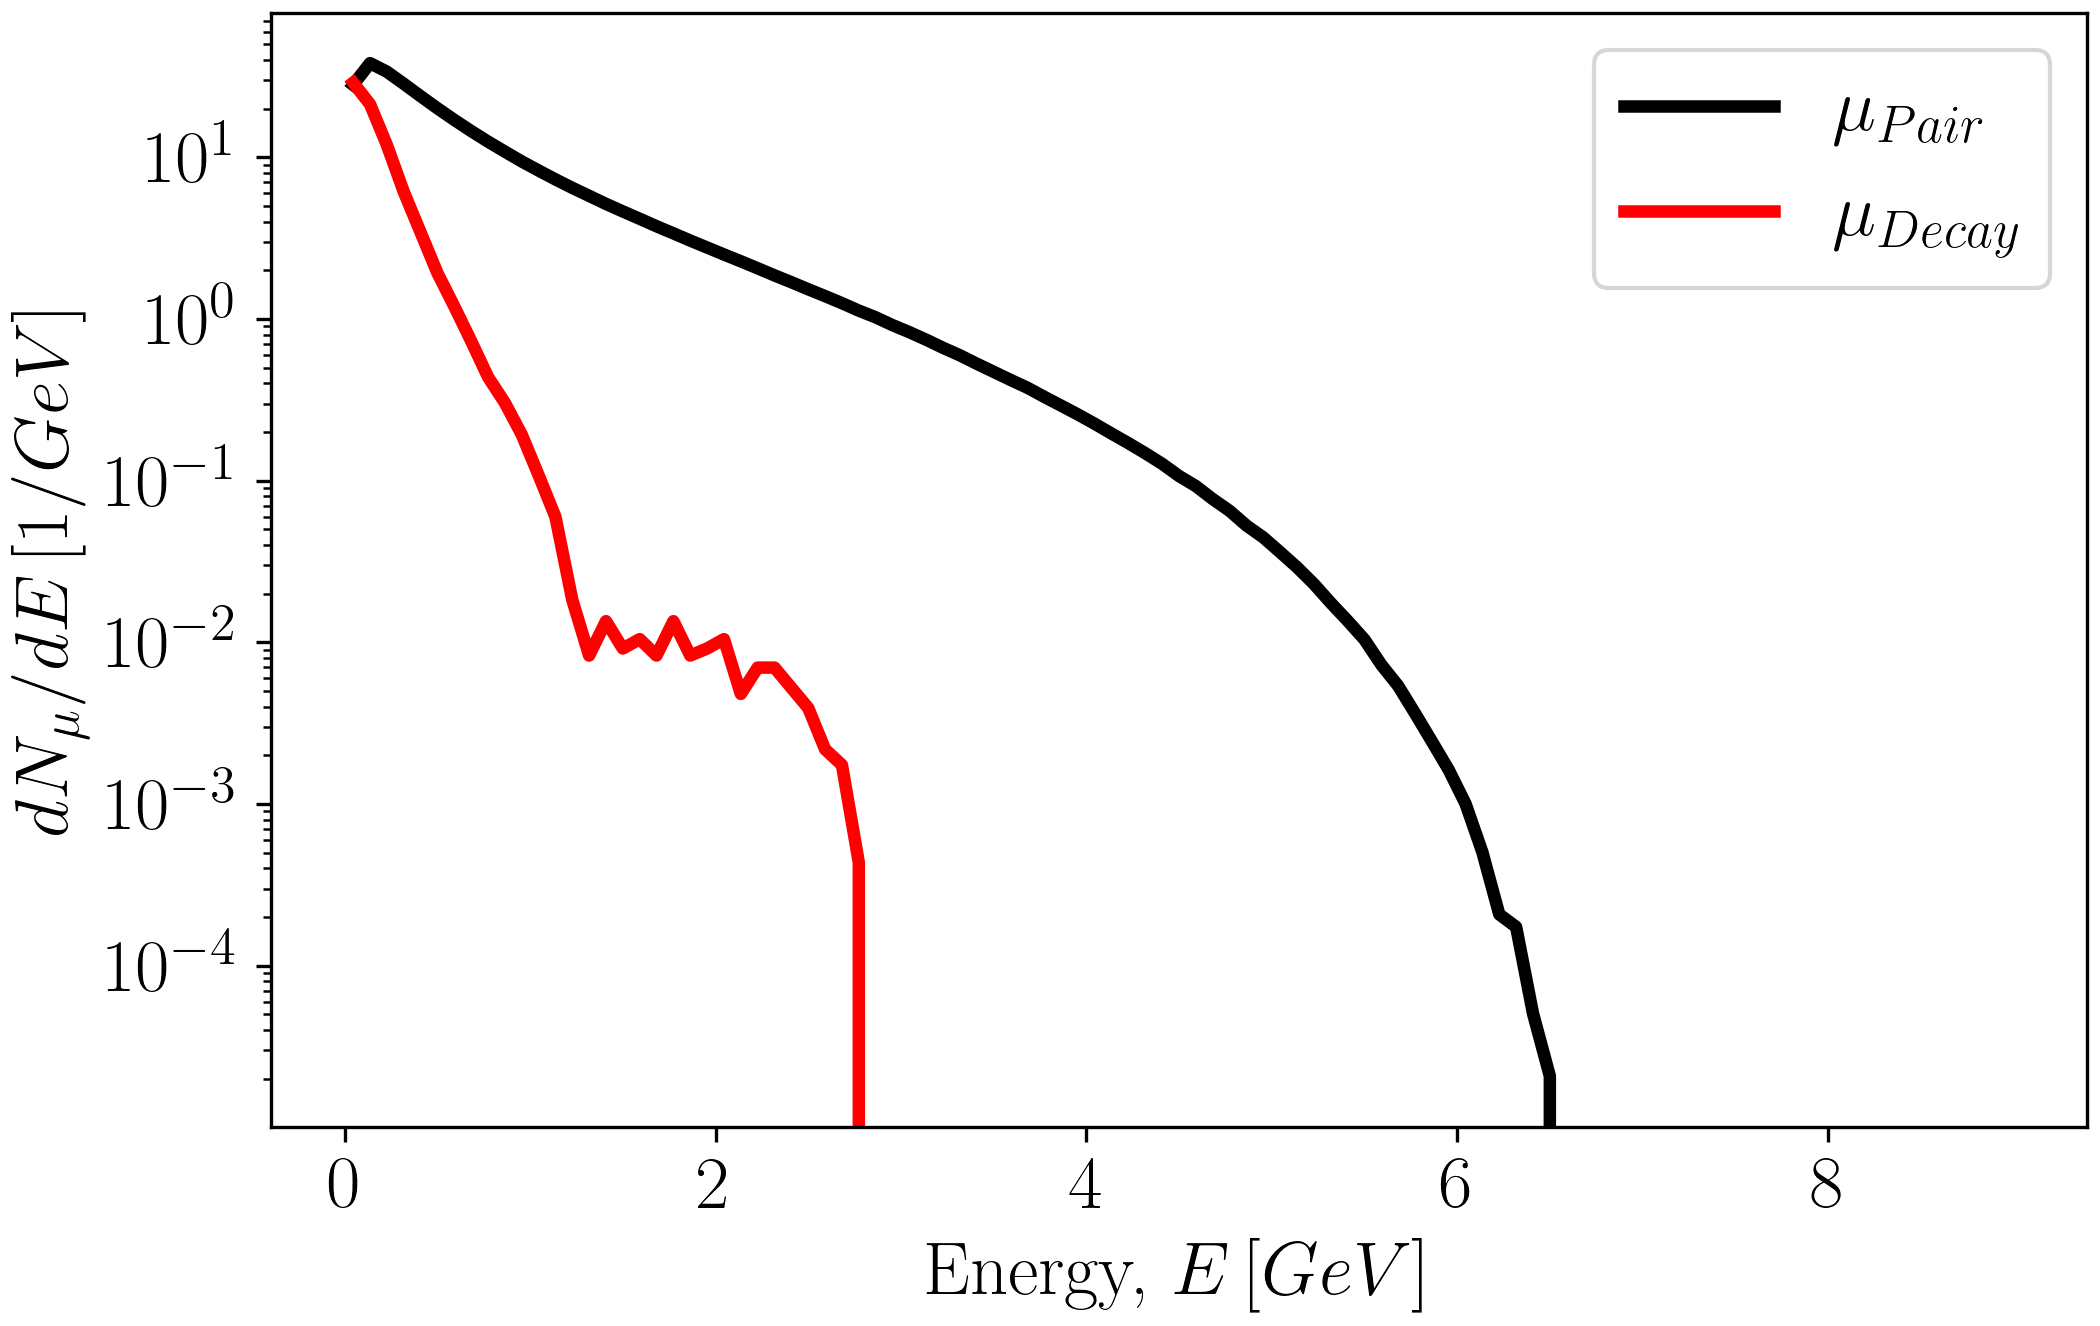 μ_Pair
μ_Decay
10^1
10^0
10^−1
10^−2
10^−3
10^−4
dN_μ/dE [1/GeV]
0 2 4 6 8
Energy, E [GeV]